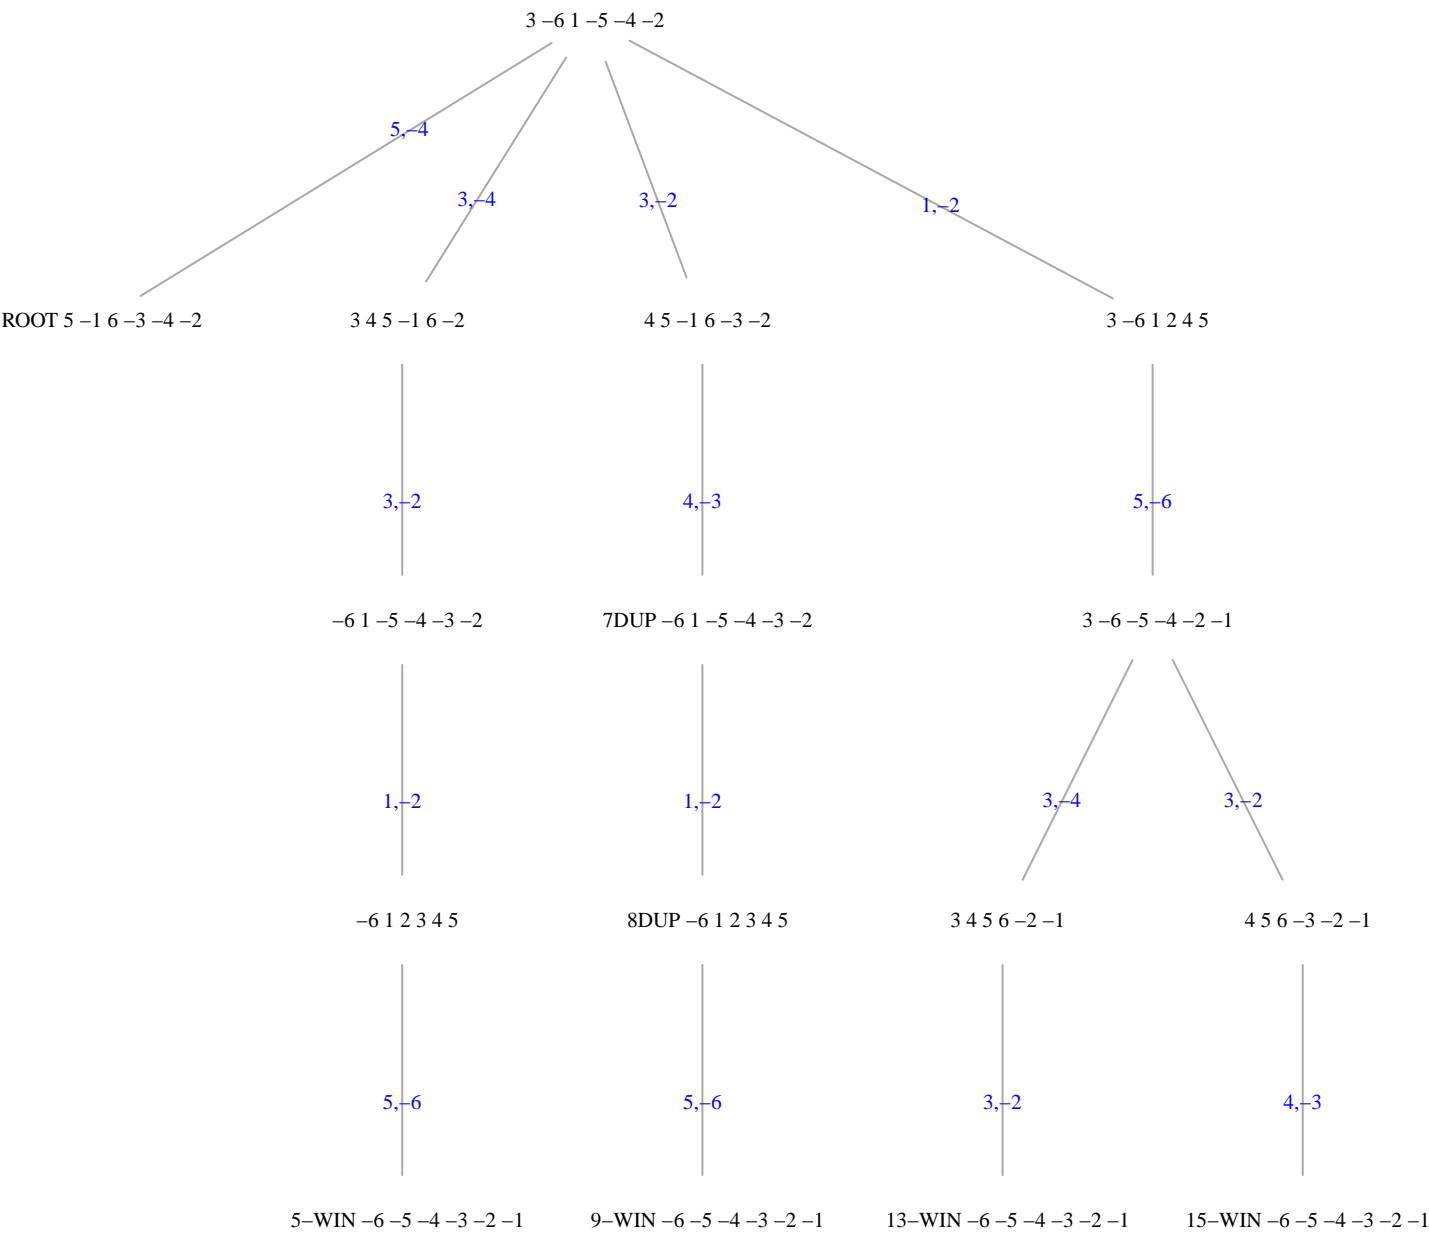 3 –6 1 –5 –4 –2
5,–4
3,–4
3,–2
1,–2
ROOT 5 –1 6 –3 –4 –2
3 4 5 –1 6 –2
4 5 –1 6 –3 –2
3 –6 1 2 4 5
3,–2
4,–3
5,–6
–6 1 –5 –4 –3 –2
7DUP –6 1 –5 –4 –3 –2
3 –6 –5 –4 –2 –1
1,–2
1,–2
3,–4
3,–2
–6 1 2 3 4 5
8DUP –6 1 2 3 4 5
3 4 5 6 –2 –1
4 5 6 –3 –2 –1
5,–6
5,–6
3,–2
4,–3
5–WIN –6 –5 –4 –3 –2 –1
9–WIN –6 –5 –4 –3 –2 –1
13–WIN –6 –5 –4 –3 –2 –1
15–WIN –6 –5 –4 –3 –2 –1